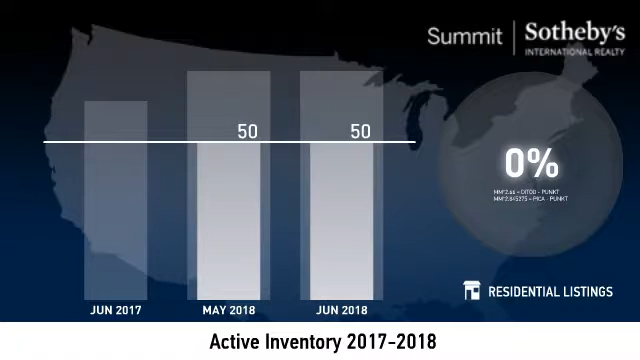 Summit | Sotheby's
INTERNATIONAL REALTY
50
50
0%
RESIDENTIAL LISTINGS
JUN 2017
MAY 2018
JUN 2018
Active Inventory 2017-2018